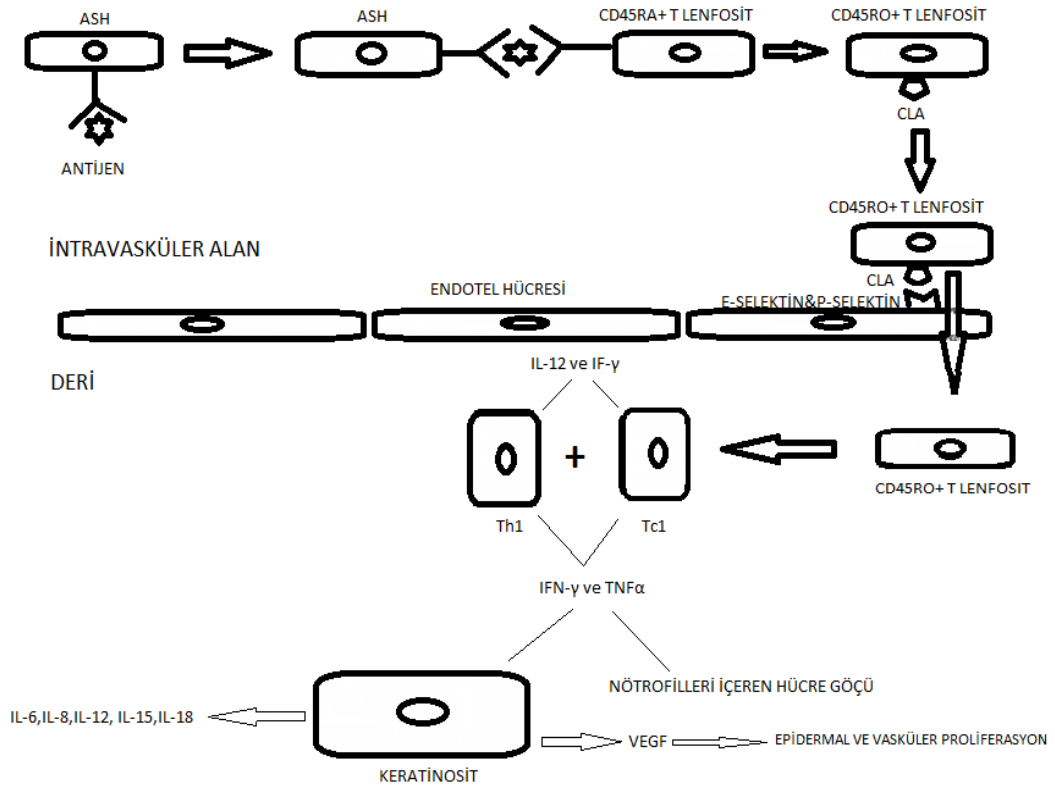 ASH
ASH
CD45RA+ T LENFOSİT
CD45RO+ T LENFOSİT
ANTİJEN
CLA
CD45RO+ T LENFOSİT
İNTRAVASKÜLER ALAN
CLA
ENDOTEL HÜCRESİ
E-SELEKTİN&P-SELEKTİN
DERİ
IL-12 ve IF-γ
+
CD45RO+ T LENFOSIT
Th1
Tc1
IFN-γ ve TNFα
NÖTROFİLLERİ İÇEREN HÜCRE GÖÇÜ
IL-6,IL-8,IL-12, IL-15,IL-18
VEGF
EPİDERMAL VE VASKÜLER PROLİFERASYON
KERATİNOSİT